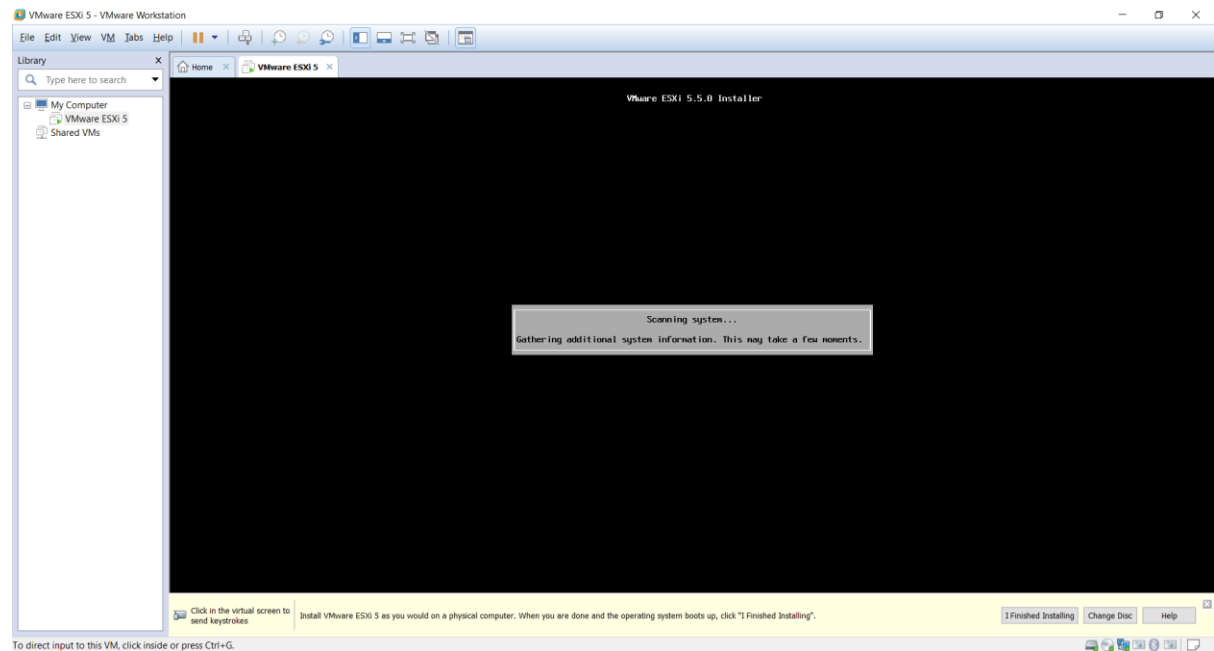 VMware ESXi 5 - VMware Workstation
File Edit View VM Tabs Help
Library X
Type here to search
My Computer
VMware ESXi 5
Shared VMs
Home VMware ESXi 5
VMware ESXi 5.5.0 Installer
Scanning system...
Gathering additional system information. This may take a few moments.
Click in the virtual screen to
send keystrokes
Install VMware ESXi 5 as you would on a physical computer. When you are done and the operating system boots up, click "I Finished Installing".
I Finished Installing Change Disc Help
To direct input to this VM, click inside or press Ctrl+G.